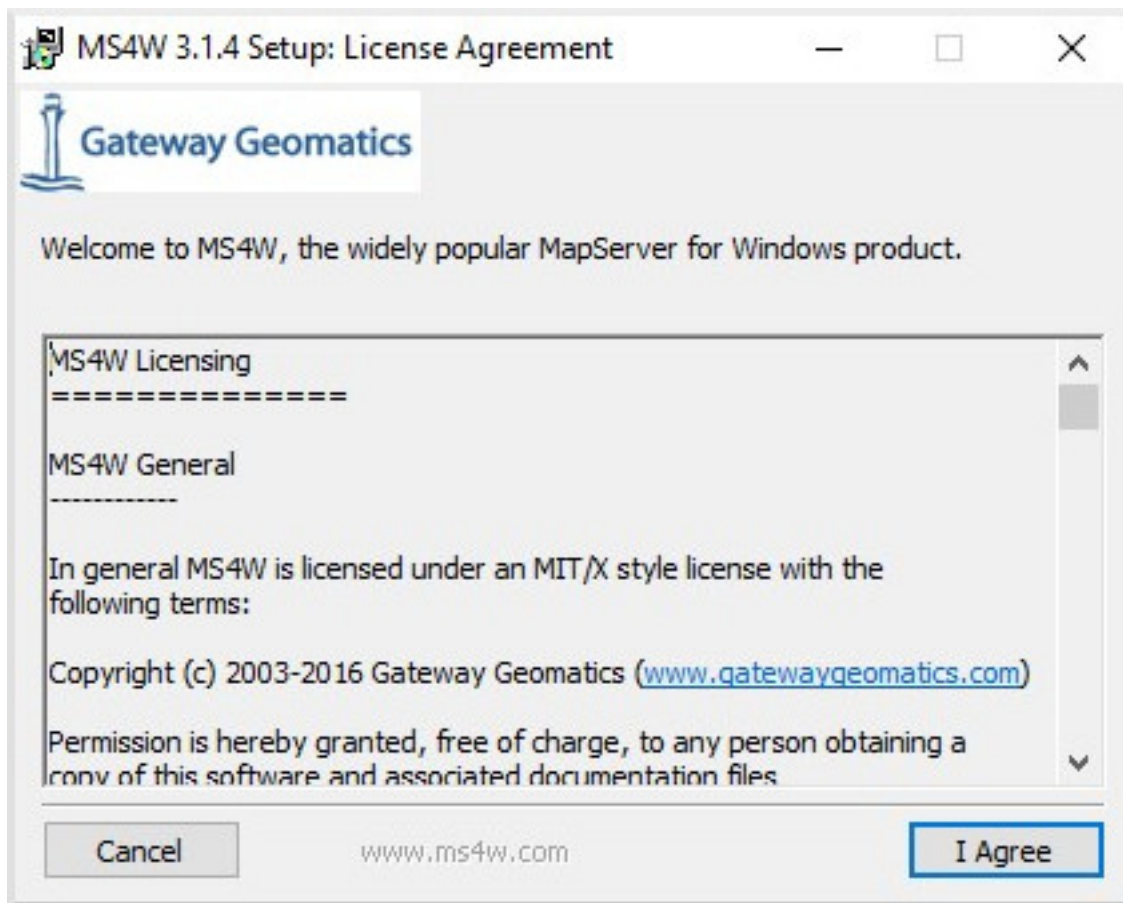 MS4W 3.1.4 Setup: License Agreement
Gateway Geomatics
Welcome to MS4W, the widely popular MapServer for Windows product.
MS4W Licensing
==============
MS4W General
------------
In general MS4W is licensed under an MIT/X style license with the
following terms:
Copyright (c) 2003-2016 Gateway Geomatics (www.gatewaygeomatics.com)
Permission is hereby granted, free of charge, to any person obtaining a
copy of this software and associated documentation files
Cancel
www.ms4w.com
I Agree